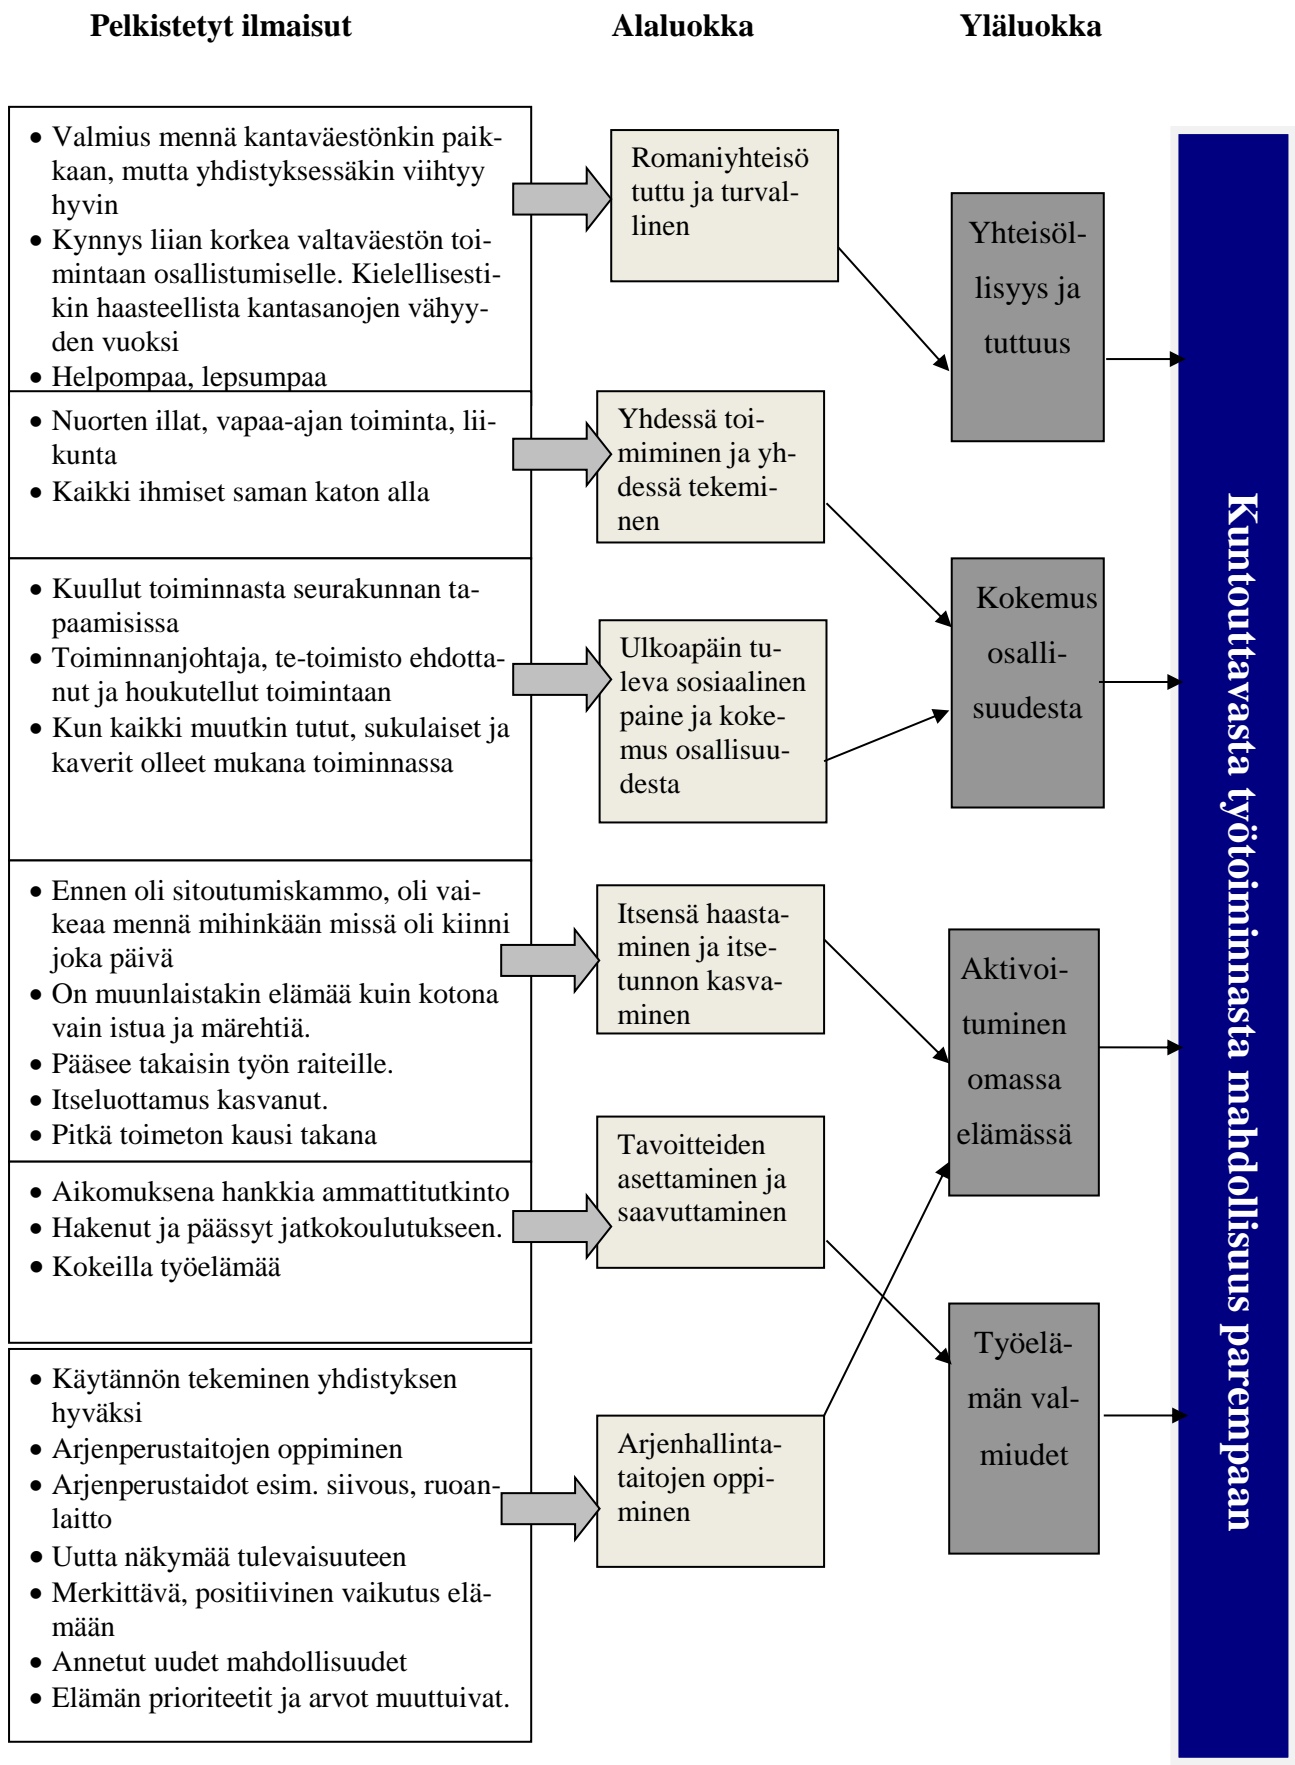 Pelkistetyt ilmaisut
Alaluokka
Yläluokka
• Valmius mennä kantaväestönkin paik-
kaan, mutta yhdistyksessäkin viihtyy
hyvin
• Kynnys liian korkea valtaväestön toi-
mintaan osallistumiselle. Kielellisesti-
kin haasteellista kantasanojen vähyy-
den vuoksi
• Helpompaa, lepsumpaa
• Nuorten illat, vapaa-ajan toiminta, lii-
kunta
• Kaikki ihmiset saman katon alla
• Kuullut toiminnasta seurakunnan ta-
paamisissa
• Toiminnanjohtaja, te-toimisto ehdotta-
nut ja houkutellut toimintaan
• Kun kaikki muutkin tutut, sukulaiset ja
kaverit olleet mukana toiminnassa
• Ennen oli sitoutumiskammo, oli vai-
keaa mennä mihinkään missä oli kiinni
joka päivä
• On muunlaistakin elämää kuin kotona
vain istua ja märehtiä.
• Pääsee takaisin työn raiteille.
• Itseluottamus kasvanut.
• Pitkä toimeton kausi takana
• Aikomuksena hankkia ammattitutkinto
• Hakenut ja päässyt jatkokoulutukseen.
• Kokeilla työelämää
• Käytännön tekeminen yhdistyksen
hyväksi
• Arjenperustaitojen oppiminen
• Arjenperustaidot esim. siivous, ruoan-
laitto
• Uutta näkymää tulevaisuuteen
• Merkittävä, positiivinen vaikutus elä-
mään
• Annetut uudet mahdollisuudet
• Elämän prioriteetit ja arvot muuttuivat.
Romaniyhteisö
tuttu ja turval-
linen
Yhdessä toi-
miminen ja yh-
dessä tekemi-
nen
Ulkoapäin tu-
leva sosiaalinen
paine ja koke-
mus osallisuu-
desta
Itsensä haasta-
minen ja itse-
tunnon kasva-
minen
Tavoitteiden
asettaminen ja
saavuttaminen
Arjenhallinta-
taitojen oppi-
minen
Yhteisöl-
lisyys ja
tuttuus
Kokemus
osalli-
suudesta
Aktivoi-
tuminen
omassa
elämässä
Työelä-
män val-
miudet
Kuntouttavasta työtoiminnasta mahdollisuus parempaan